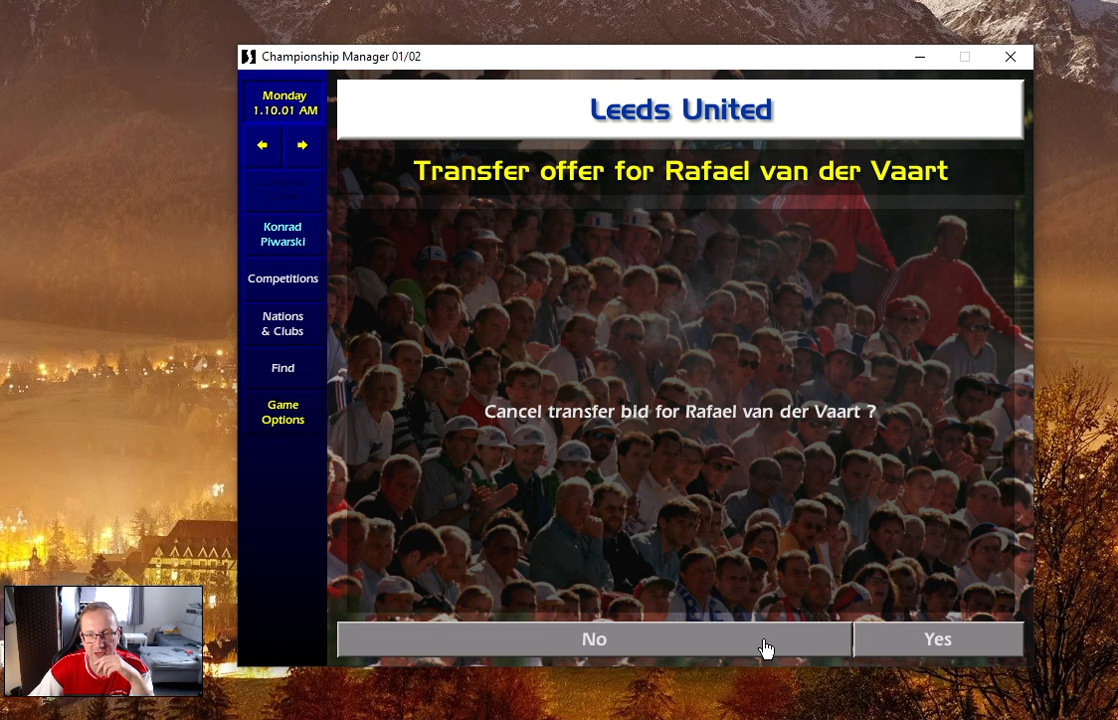 Championship Manager 01/02
Monday
1.10.01 AM
Leeds United
Transfer offer for Rafael van der Vaart
Konrad
Piwarski
Competitions
Nations
& Clubs
Find
Game
Options
Cancel transfer bid for Rafael van der Vaart ?
No
Yes